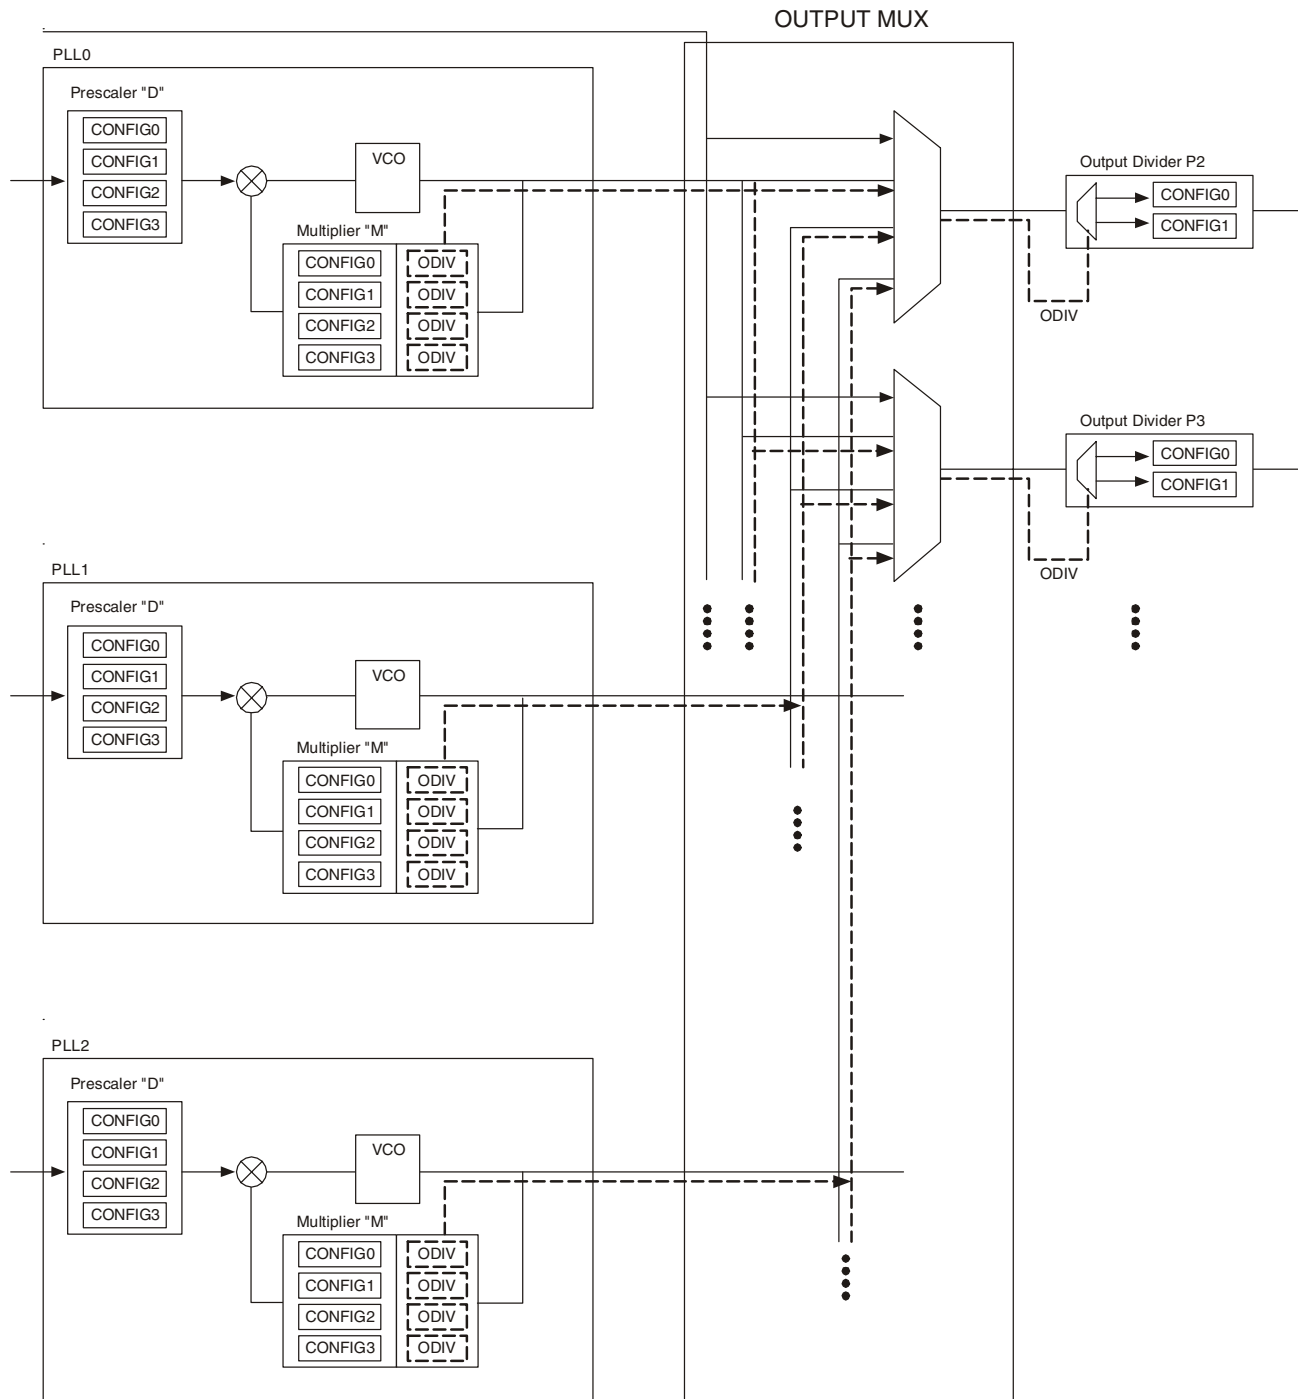 OUTPUT MUX
PLL0
Prescaler "D"
CONFIG0
CONFIG1
CONFIG2
CONFIG3
VCO
Multiplier "M"
CONFIG0 ODIV
CONFIG1 ODIV
CONFIG2 ODIV
CONFIG3 ODIV
Output Divider P2
CONFIG0
CONFIG1
ODIV
Output Divider P3
CONFIG0
CONFIG1
ODIV
PLL1
Prescaler "D"
CONFIG0
CONFIG1
CONFIG2
CONFIG3
VCO
Multiplier "M"
CONFIG0 ODIV
CONFIG1 ODIV
CONFIG2 ODIV
CONFIG3 ODIV
PLL2
Prescaler "D"
CONFIG0
CONFIG1
CONFIG2
CONFIG3
VCO
Multiplier "M"
CONFIG0 ODIV
CONFIG1 ODIV
CONFIG2 ODIV
CONFIG3 ODIV